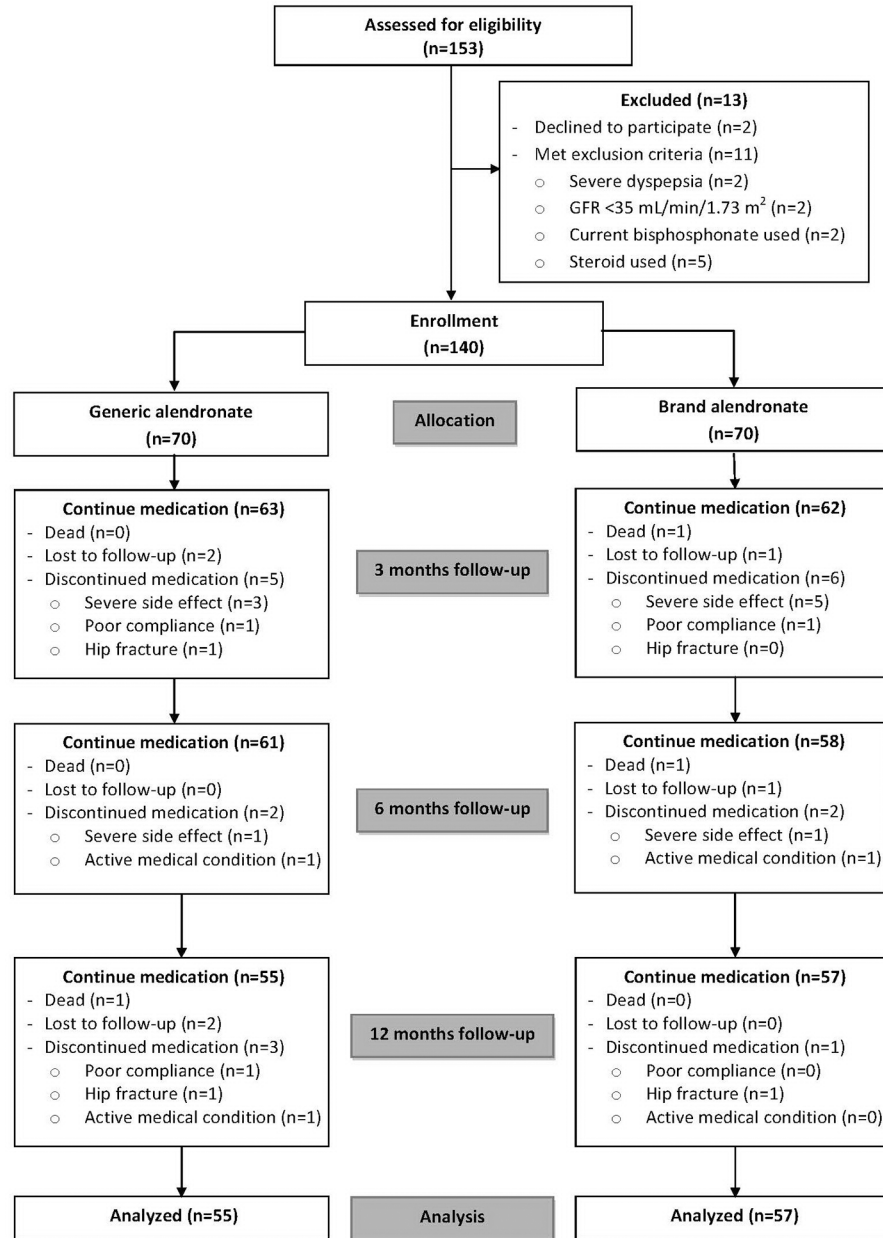 Assessed for eligibility
(n=153)
Excluded (n=13)
- Declined to participate (n=2)
- Met exclusion criteria (n=11)
○ Severe dyspepsia (n=2)
○ GFR <35 mL/min/1.73 m²(n=2)
○ Current bisphosphonate used (n=2)
○ Steroid used (n=5)
Enrollment
(n=140)
Generic alendronate
(n=70)
Allocation
Brand alendronate
(n=70)
Continue medication (n=63)
- Dead (n=0)
- Lost to follow-up (n=2)
- Discontinued medication (n=5)
○ Severe side effect (n=3)
○ Poor compliance (n=1)
○ Hip fracture (n=1)
3 months follow-up
Continue medication (n=62)
- Dead (n=1)
- Lost to follow-up (n=1)
- Discontinued medication (n=6)
○ Severe side effect (n=5)
○ Poor compliance (n=1)
○ Hip fracture (n=0)
Continue medication (n=61)
- Dead (n=0)
- Lost to follow-up (n=0)
- Discontinued medication (n=2)
○ Severe side effect (n=1)
○ Active medical condition (n=1)
6 months follow-up
Continue medication (n=58)
- Dead (n=1)
- Lost to follow-up (n=1)
- Discontinued medication (n=2)
○ Severe side effect (n=1)
○ Active medical condition (n=1)
Continue medication (n=55)
- Dead (n=1)
- Lost to follow-up (n=2)
- Discontinued medication (n=3)
○ Poor compliance (n=1)
○ Hip fracture (n=1)
○ Active medical condition (n=1)
12 months follow-up
Continue medication (n=57)
- Dead (n=0)
- Lost to follow-up (n=0)
- Discontinued medication (n=1)
○ Poor compliance (n=0)
○ Hip fracture (n=1)
○ Active medical condition (n=0)
Analyzed (n=55)
Analysis
Analyzed (n=57)